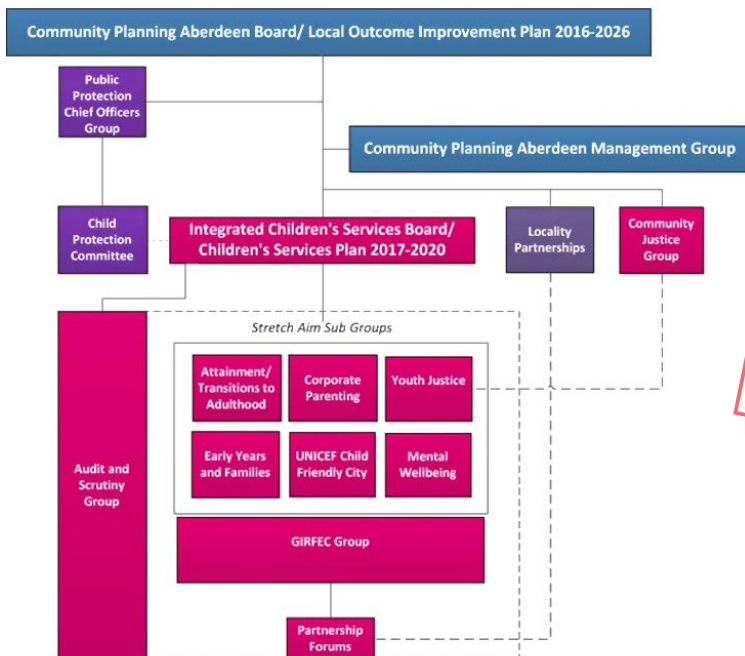 Community Planning Aberdeen Board/ Local Outcome Improvement Plan 2016-2026
Public
Protection
Chief Officers
Group
Community Planning Aberdeen Management Group
Child
Protection
Committee
Integrated Children's Services Board/
Children's Services Plan 2017-2020
Locality
Partnerships
Community
Justice
Group
Stretch Aim Sub Groups
Attainment/
Transitions to
Adulthood
Corporate
Parenting
Youth Justice
Early Years
and Families
UNICEF Child
Friendly City
Mental
Wellbeing
Audit and
Scrutiny
Group
GIRFEC Group
Partnership
Forums